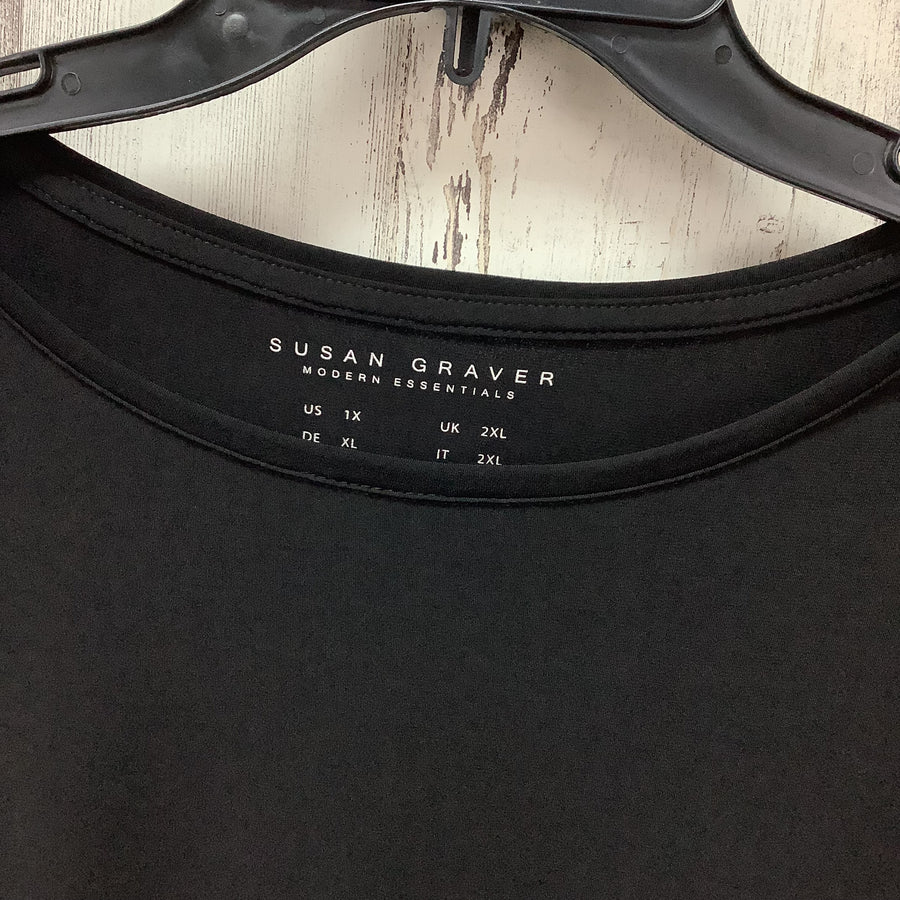 SUSAN GRAVER
MODERN ESSENTIALS
US 1X UK 2XL
DE XL IT 2XL